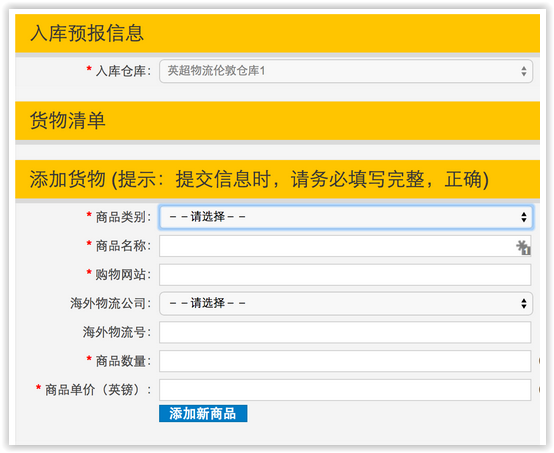 入库预报信息
* 入库仓库： 英超物流伦敦仓库1
货物清单
添加货物 (提示：提交信息时，请务必填写完整，正确)
* 商品类别： －－请选择－－
* 商品名称：
* 购物网站：
海外物流公司： －－请选择－－
海外物流号：
* 商品数量：
* 商品单价（英镑）：
添加新商品